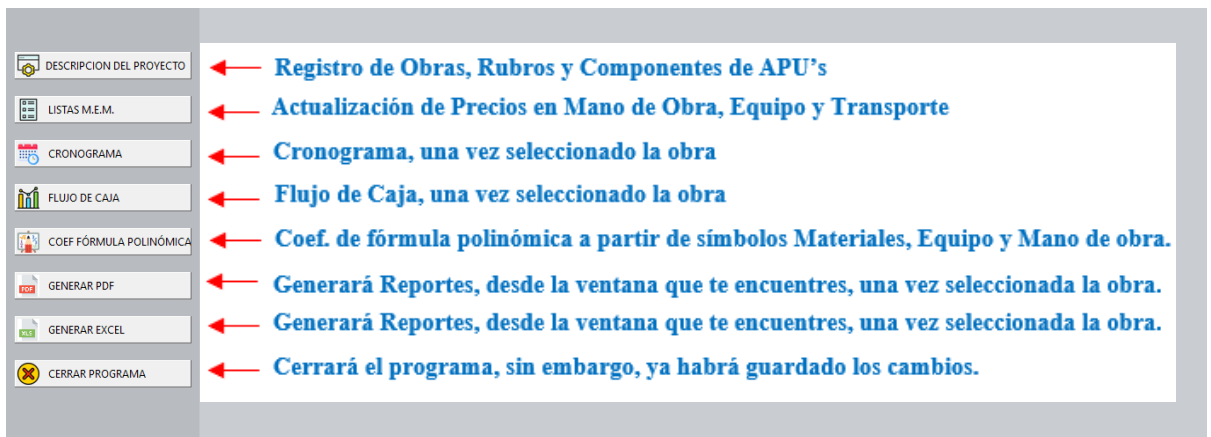 DESCRIPCION DEL PROYECTO Registro de Obras, Rubros y Componentes de APU's
LISTAS M.E.M. Actualización de Precios en Mano de Obra, Equipo y Transporte
CRONOGRAMA Cronograma, una vez seleccionado la obra
FLUJO DE CAJA Flujo de Caja, una vez seleccionado la obra
COEF FÓRMULA POLINÓMICA Coef. de fórmula polinómica a partir de símbolos Materiales, Equipo y Mano de obra.
PDF GENERAR PDF Generará Reportes, desde la ventana que te encuentres, una vez seleccionada la obra.
XLS GENERAR EXCEL Generará Reportes, desde la ventana que te encuentres, una vez seleccionada la obra.
CERRAR PROGRAMA Cerrará el programa, sin embargo, ya habrá guardado los cambios.